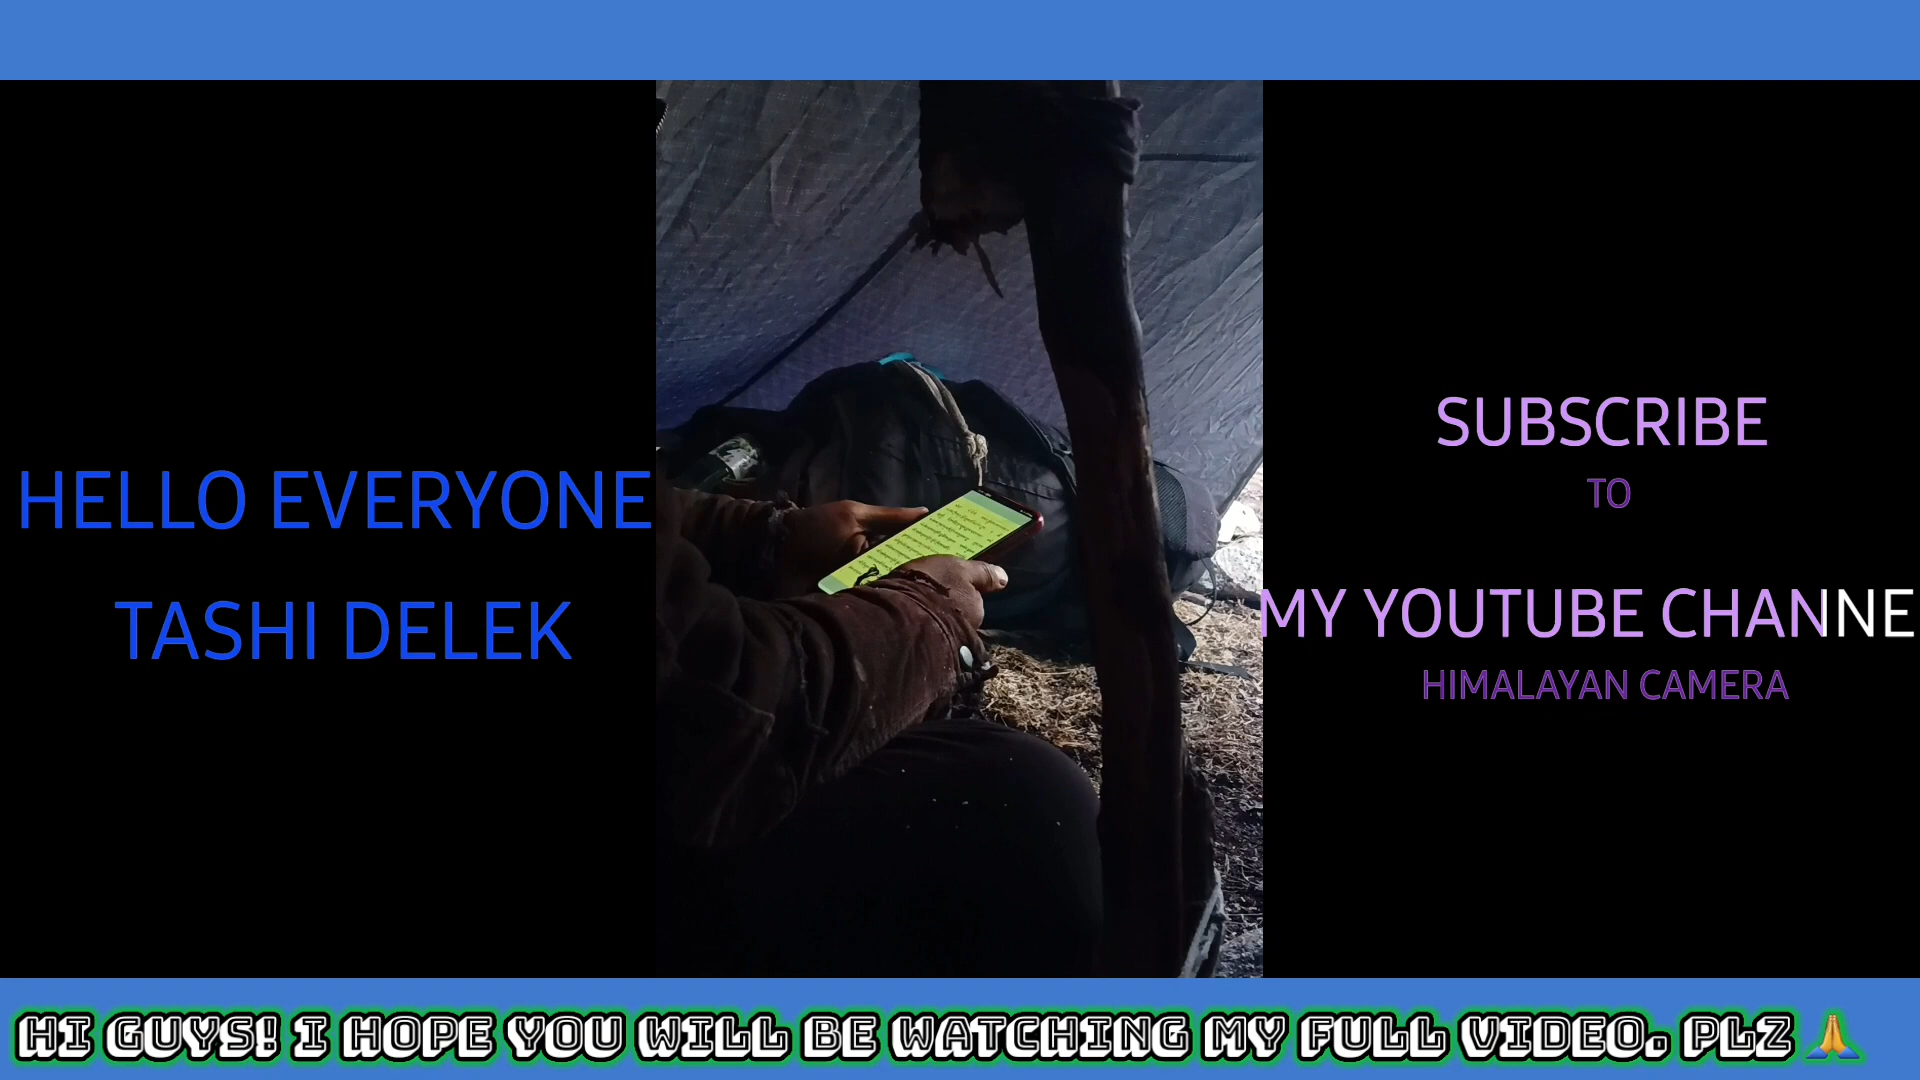 HELLO EVERYONE
TASHI DELEK
SUBSCRIBE
TO
MY YOUTUBE CHANNE
HIMALAYAN CAMERA
HI GUYS! I HOPE YOU WILL BE WATCHING MY FULL VIDEO. PLZ 🙏